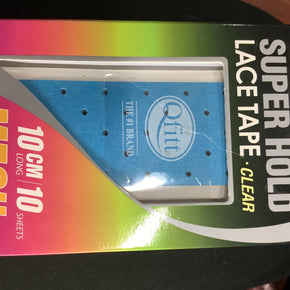 SUPER HOLD
LACE TAPE · CLEAR
Qfitt
THE #1 BRAND
10CM 10
LONG SHEETS